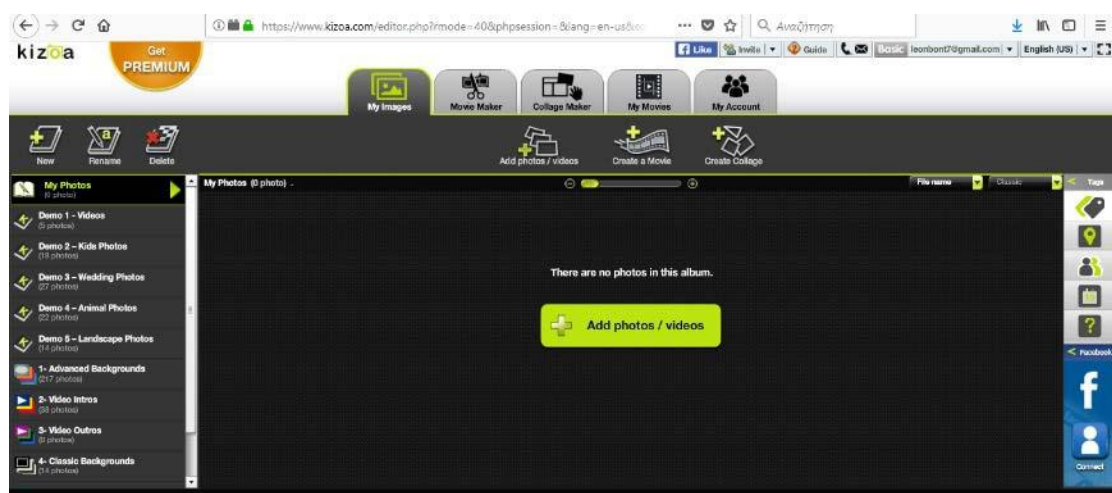 https://www.kizoa.com/editor.php?rmode=40&phpsession=&lang=en-us&
Αναζήτηση
kizoa
Get PREMIUM
Like
Invite
Guide
Basic
leonbont7@gmail.com
English (US)
My Images
Movie Maker
Collage Maker
My Movies
My Account
New
Rename
Delete
Add photos / videos
Create a Movie
Create Collage
My Photos
(0 photo)
My Photos (0 photo)
File name
Classic
Tags
Demo 1 - Videos
(5 photos)
Demo 2 – Kids Photos
(18 photos)
Demo 3 – Wedding Photos
(27 photos)
Demo 4 – Animal Photos
(22 photos)
Demo 5 – Landscape Photos
(14 photos)
1- Advanced Backgrounds
(217 photos)
2- Video Intros
(38 photos)
3- Video Outros
4- Classic Backgrounds
(14 photos)
There are no photos in this album.
Add photos / videos
Facebook
Connect